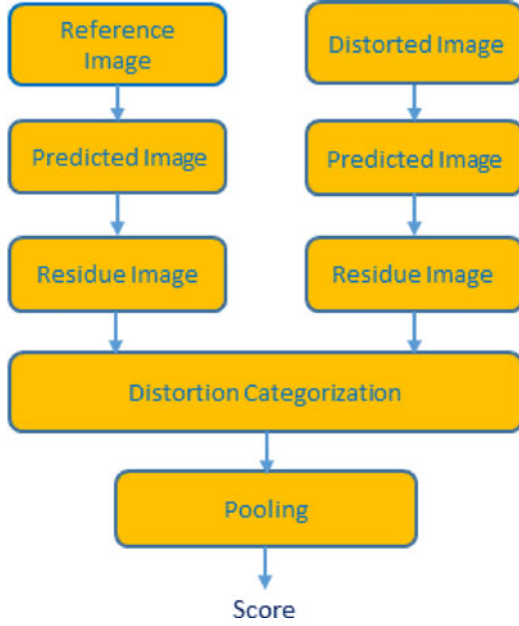 Reference
Image
Distorted Image
Predicted Image
Predicted Image
Residue Image
Residue Image
Distortion Categorization
Pooling
Score